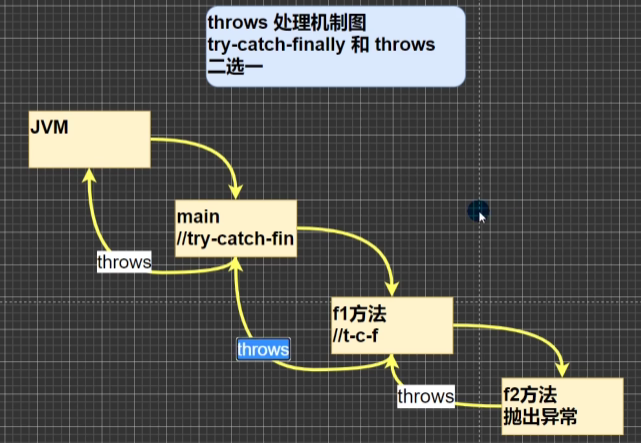 throws 处理机制图
try-catch-finally 和 throws
二选一
JVM
main
//try-catch-fin
throws
f1方法
//t-c-f
throws
throws
f2方法
抛出异常